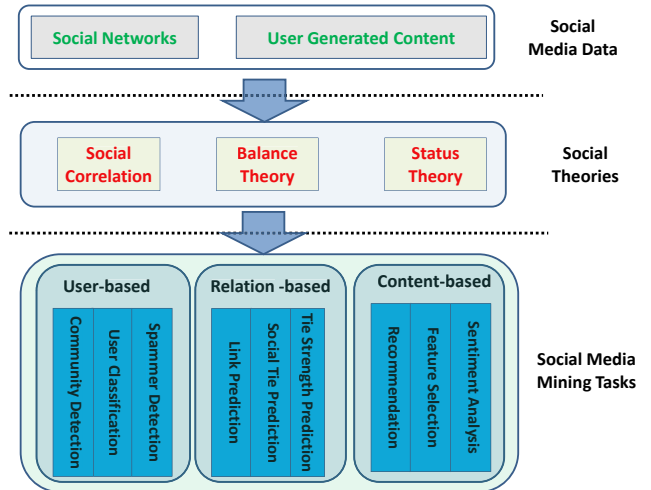 Social Networks
User Generated Content
Social
Media Data
Social
Correlation
Balance
Theory
Status
Theory
Social
Theories
User-based
Community Detection
User Classification
Spammer Detection
Relation -based
Link Prediction
Social Tie Prediction
Tie Strength Prediction
Content-based
Recommendation
Feature Selection
Sentiment Analysis
Social Media
Mining Tasks